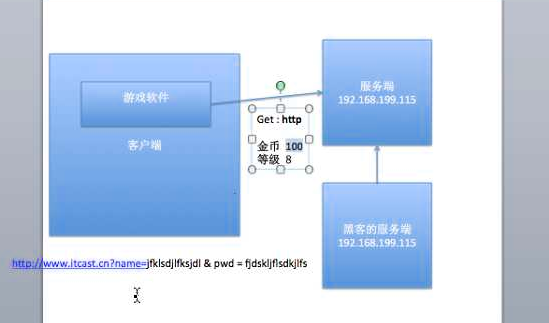 游戏软件
客户端
Get : http
金币 100
等级 8
服务端
192.168.199.115
黑客的服务端
192.168.199.115
http://www.itcast.cn?name=jfklsdjlfksjdl & pwd = fjdskljflsdkjlfs